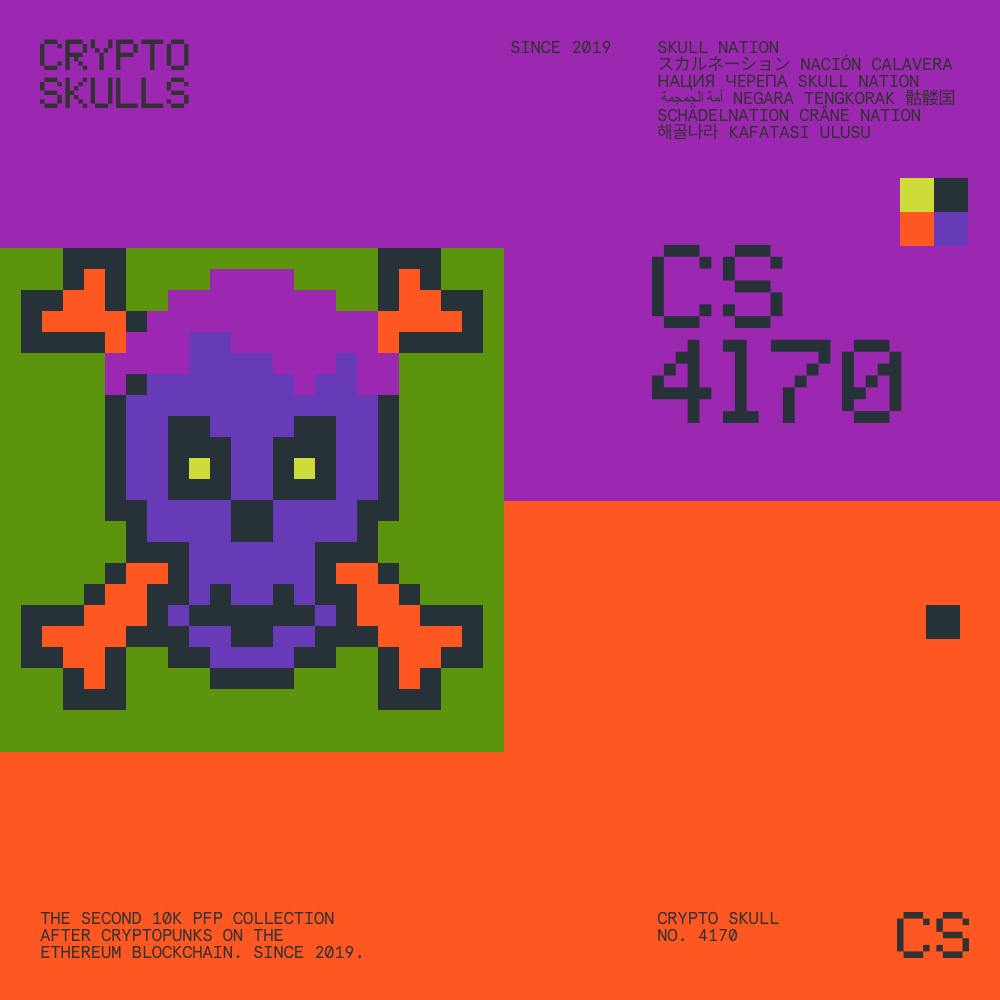 CRYPTO
SKULLS
SINCE 2019
SKULL NATION
スカルネーション NACIÓN CALAVERA
НАЦИЯ ЧЕРЕПА SKULL NATION
أمة الجمجمة NEGARA TENGKORAK 骷髅国
SCHÄDELNATION CRÂNE NATION
해골나라 KAFATASI ULUSU
CS
4170
THE SECOND 10K PFP COLLECTION
AFTER CRYPTOPUNKS ON THE
ETHEREUM BLOCKCHAIN. SINCE 2019.
CRYPTO SKULL
NO. 4170
CS